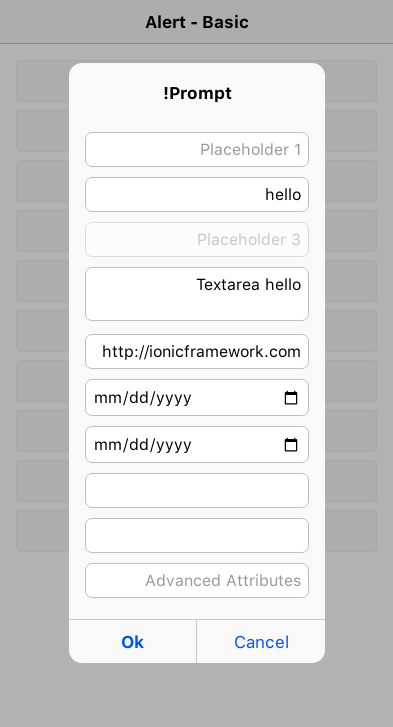 Alert - Basic
!Prompt
Placeholder 1
hello
Placeholder 3
Textarea hello
http://ionicframework.com
mm/dd/yyyy
mm/dd/yyyy
Advanced Attributes
Ok
Cancel